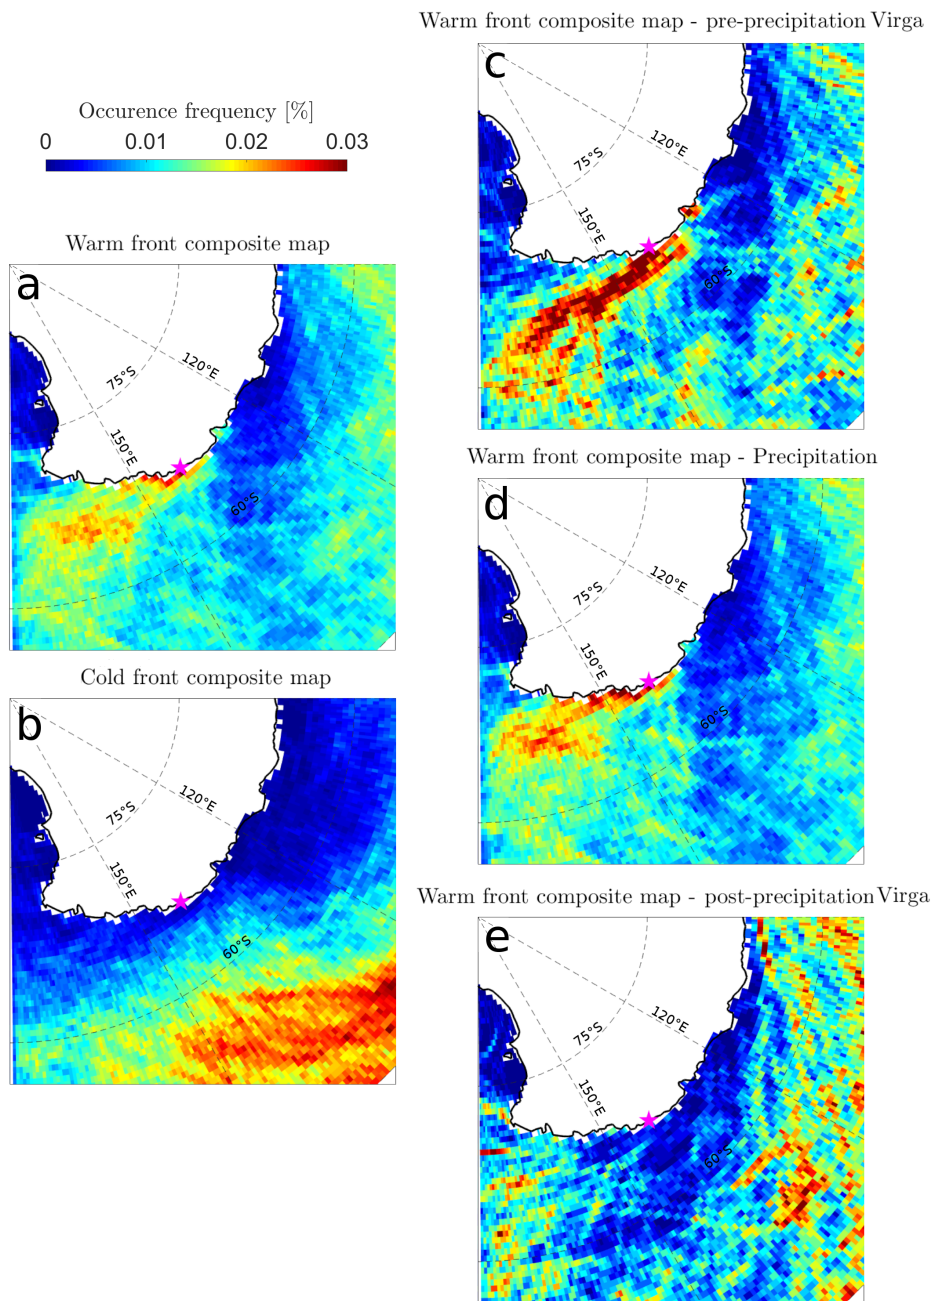 Occurence frequency [%]
0 0.01 0.02 0.03
Warm front composite map
a
120°E
75°S
150°E
60°S
Cold front composite map
b
120°E
75°S
150°E
60°S
Warm front composite map - pre-precipitation Virga
c
120°E
75°S
150°E
60°S
Warm front composite map - Precipitation
d
120°E
75°S
150°E
60°S
Warm front composite map - post-precipitation Virga
e
120°E
75°S
150°E
60°S